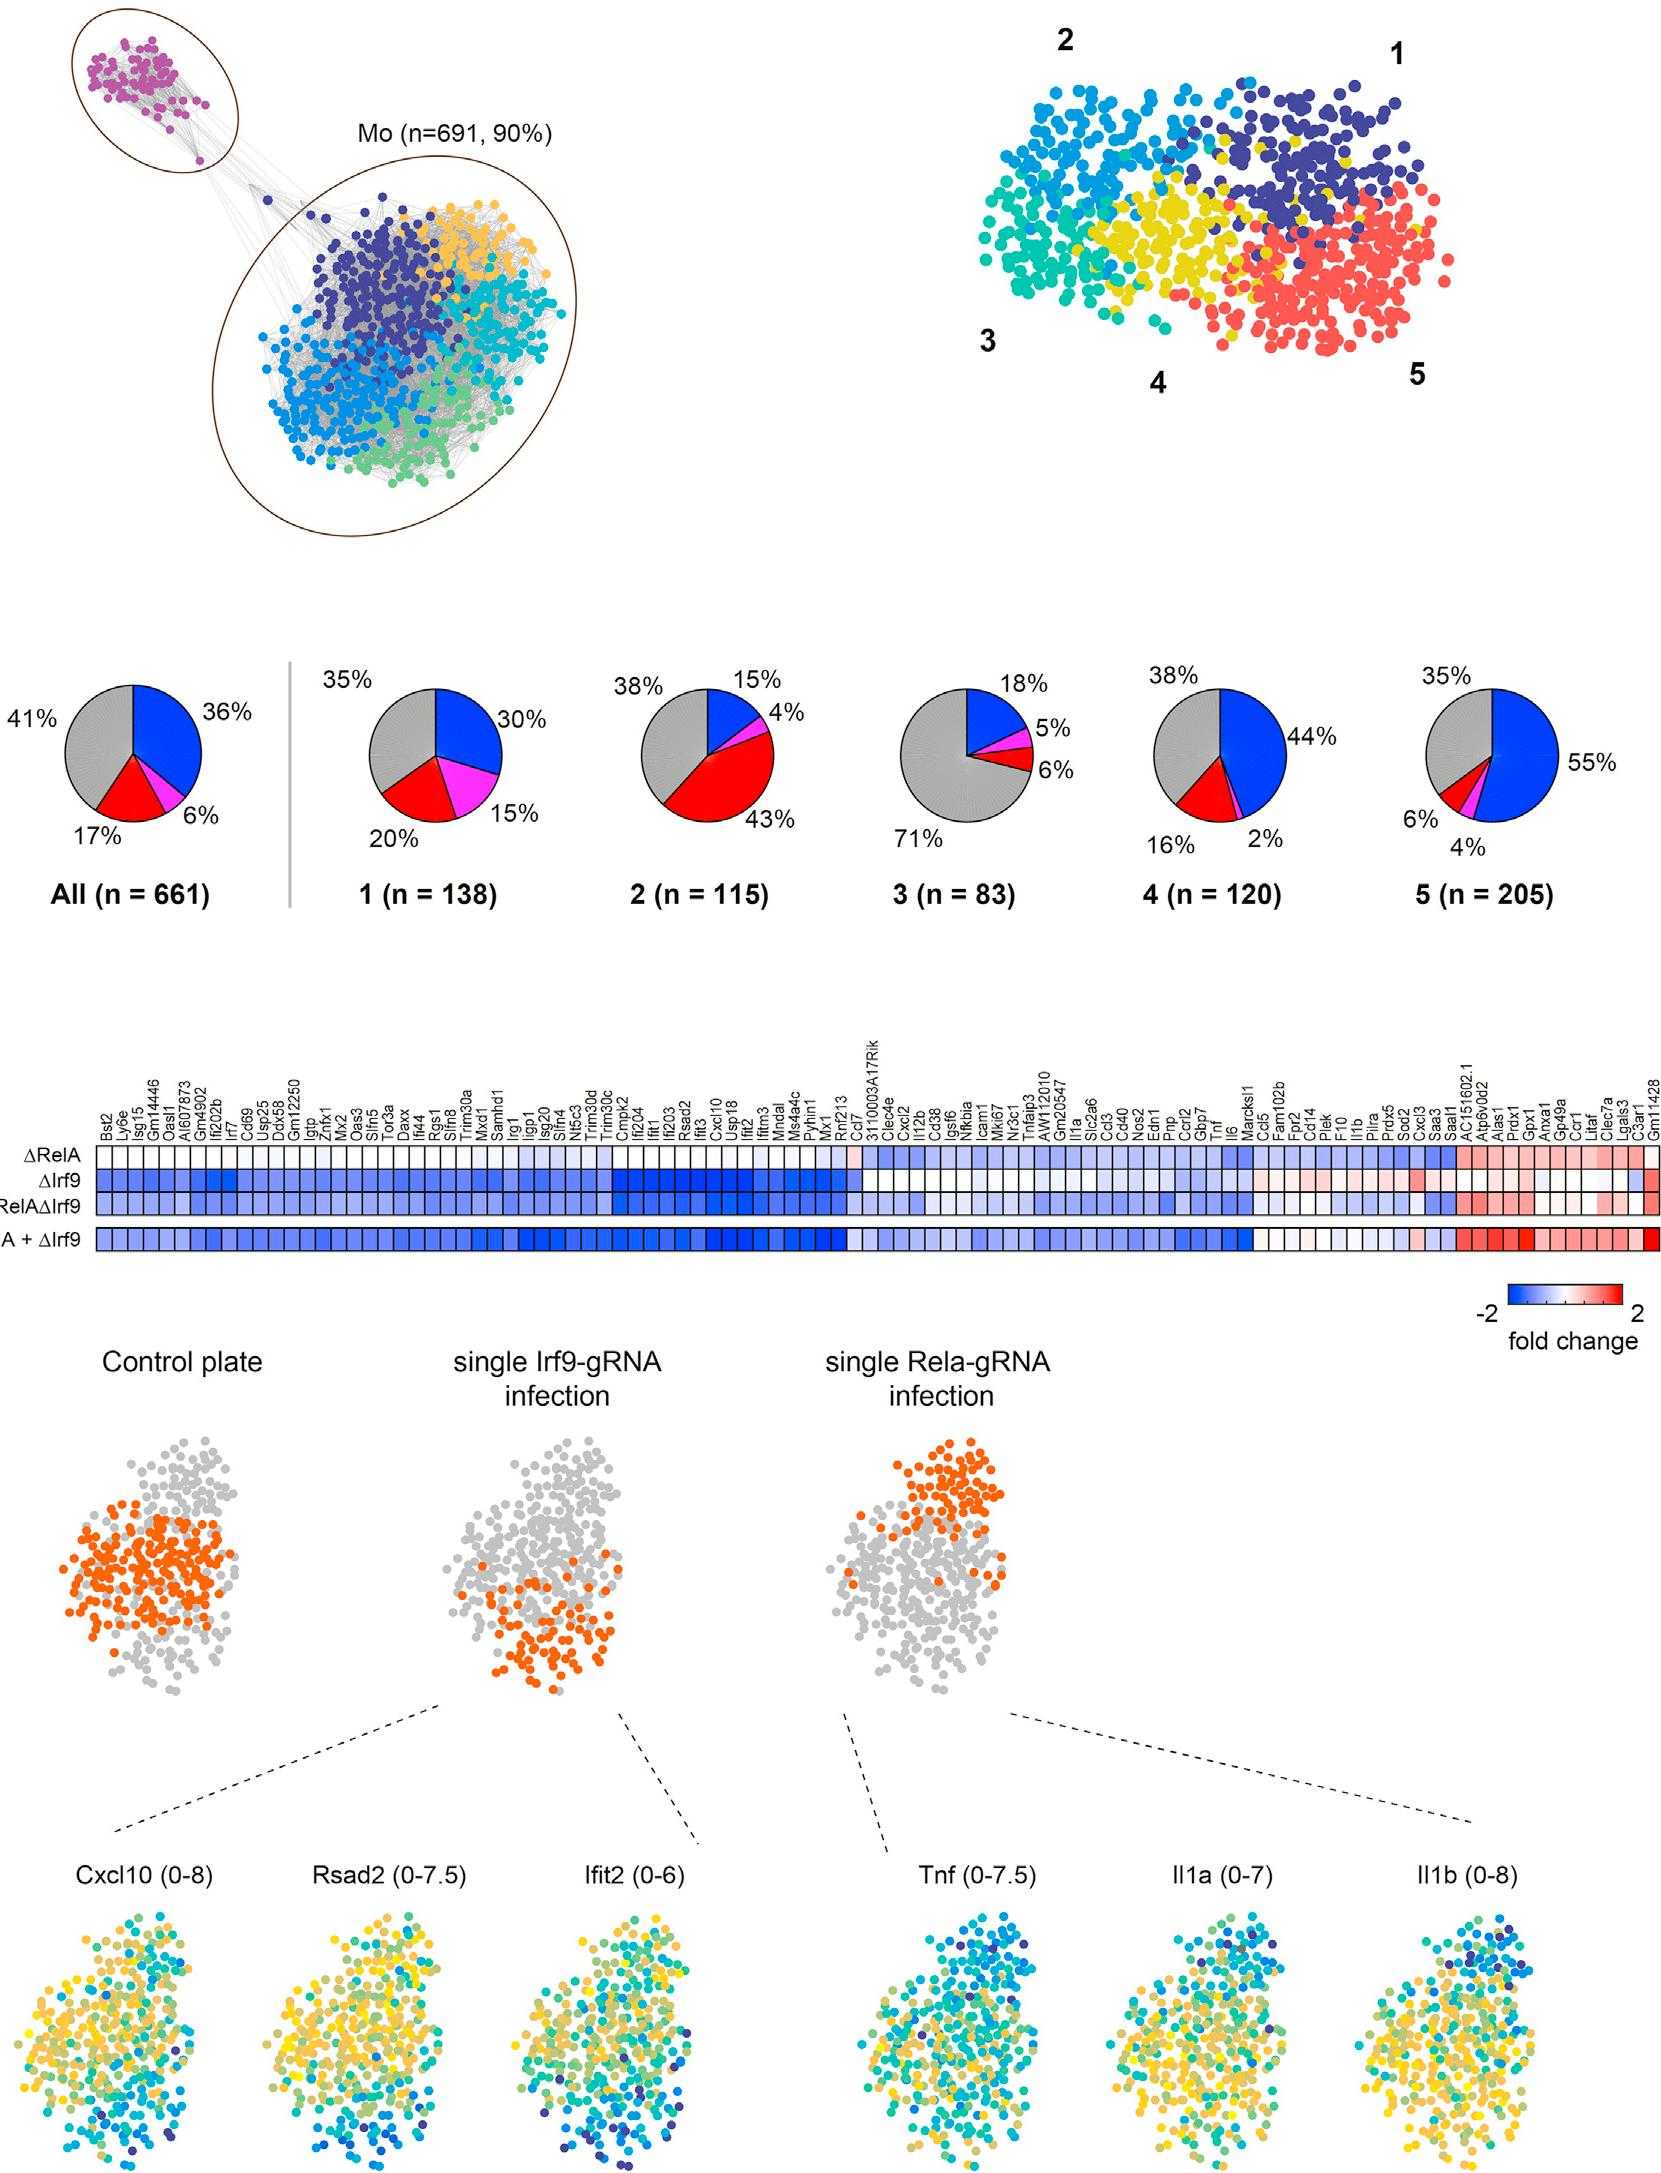 Mo (n=691, 90%)
2
1
3
4
5
41%
36%
6%
17%
All (n = 661)
35%
30%
15%
20%
1 (n = 138)
38%
15%
4%
43%
2 (n = 115)
18%
5%
6%
71%
3 (n = 83)
38%
44%
2%
16%
4 (n = 120)
35%
55%
4%
6%
5 (n = 205)
Bst2
Ly6e
Isg15
Gm14446
Oasl1
AI607873
Gm4902
Ifi202b
Irf7
Cd69
Usp25
Ddx58
Gm12250
Igtp
Znfx1
Mx2
Oas3
Slfn5
Tor3a
Daxx
Ifi44
Rgs1
Slfn8
Trim30a
Mxd1
Samhd1
Irg1
Iigp1
Isg20
Slfn4
Nt5c3
Trim30d
Trim30c
Cmpk2
Ifi204
Ifit1
Ifi203
Rsad2
Ifit3
Cxcl10
Usp18
Ifit2
Ifitm3
Mndal
Ms4a4c
Pyhin1
Mx1
Rnf213
Ccl7
3110003A17Rik
Clec4e
Cxcl2
Il12b
Cd38
Igsf6
Nfkbia
Icam1
Mki67
Nr3c1
Tnfaip3
AW112010
Gm20547
Il1a
Slc2a6
Ccl3
Cd40
Nos2
Edn1
Pnp
Ccrl2
Gbp7
Tnf
Il6
Marcksl1
Ccl5
Fam102b
Fpr2
Cd14
Plek
F10
Il1b
Pilra
Prdx5
Sod2
Cxcl3
Saa3
Saal1
AC151602.1
Atp6v0d2
Alas1
Prdx1
Gpx1
Anxa1
Gp49a
Ccr1
Litaf
Clec7a
Lgals3
C3ar1
Gm11428
ΔRelA
ΔIrf9
RelAΔIrf9
A + ΔIrf9
-2
2
fold change
Control plate
single Irf9-gRNA
infection
single Rela-gRNA
infection
Cxcl10 (0-8)
Rsad2 (0-7.5)
Ifit2 (0-6)
Tnf (0-7.5)
Il1a (0-7)
Il1b (0-8)